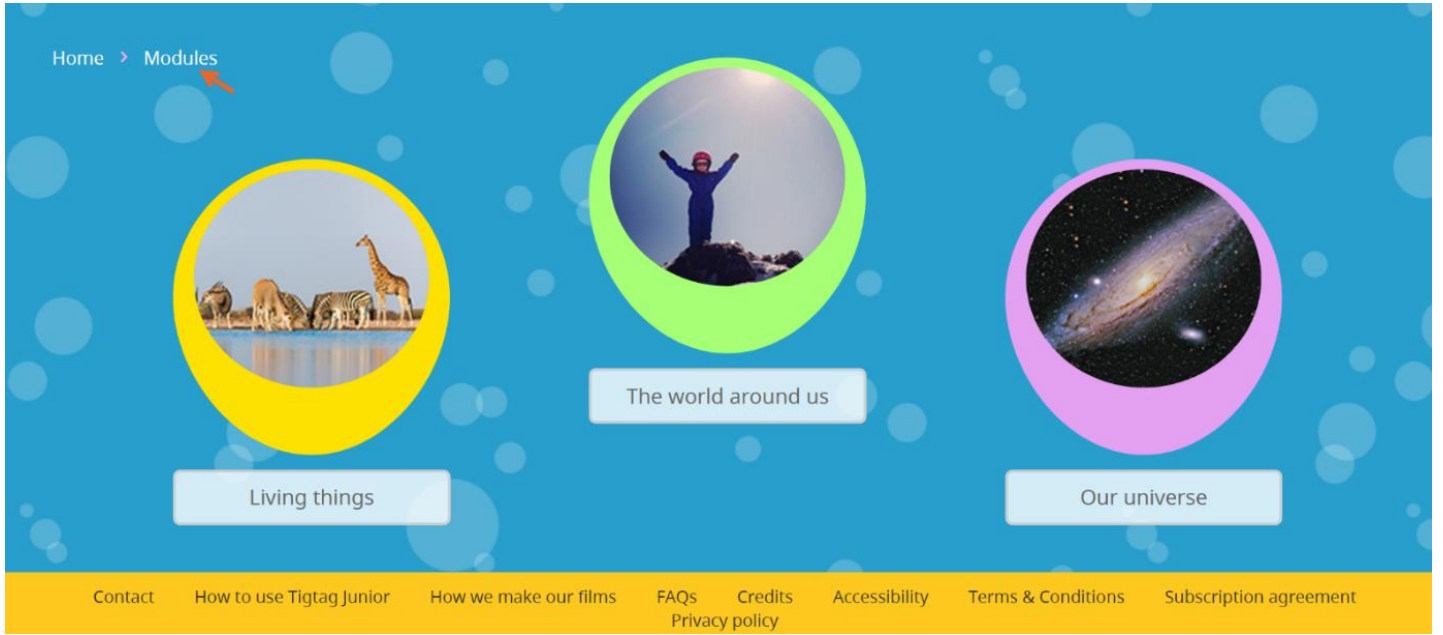 Home > Modules
The world around us
Living things
Our universe
Contact How to use Tigtag Junior How we make our films FAQs Credits Accessibility Terms & Conditions Subscription agreement
Privacy policy